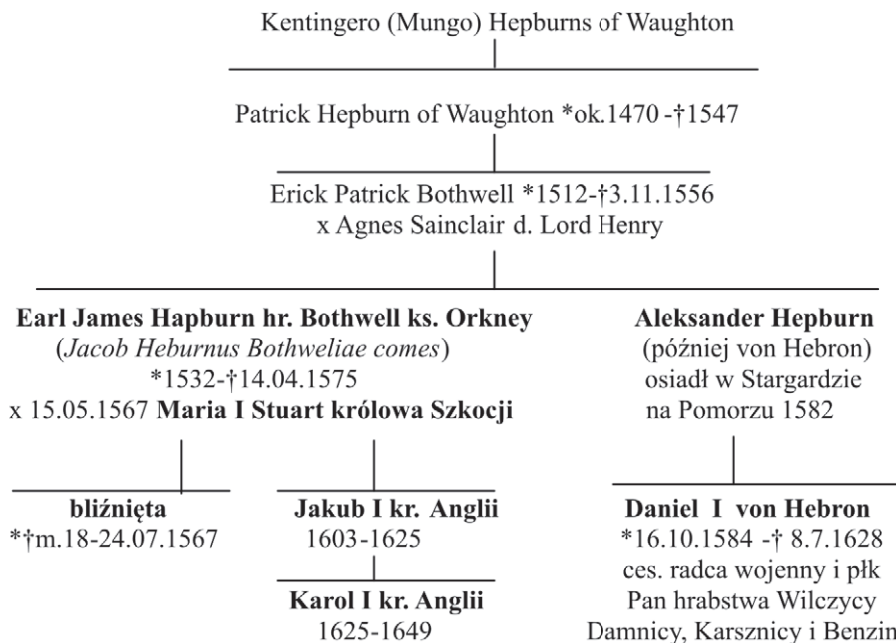 Kentingero (Mungo) Hepburns of Waughton
Patrick Hepburn of Waughton *ok.1470 -†1547
Erick Patrick Bothwell *1512-†3.11.1556
x Agnes Sainclair d. Lord Henry
Earl James Hapburn hr. Bothwell ks. Orkney
(Jacob Heburnus Bothweliae comes)
*1532-†14.04.1575
x 15.05.1567 Maria I Stuart królowa Szkocji
Aleksander Hepburn
(później von Hebron)
osiadł w Stargardzie
na Pomorzu 1582
bliźnięta
*†m.18-24.07.1567
Jakub I kr. Anglii
1603-1625
Karol I kr. Anglii
1625-1649
Daniel I von Hebron
*16.10.1584 -† 8.7.1628
ces. radca wojenny i płk
Pan hrabstwa Wilczycy
Damnicy, Karsznicy i Benzin